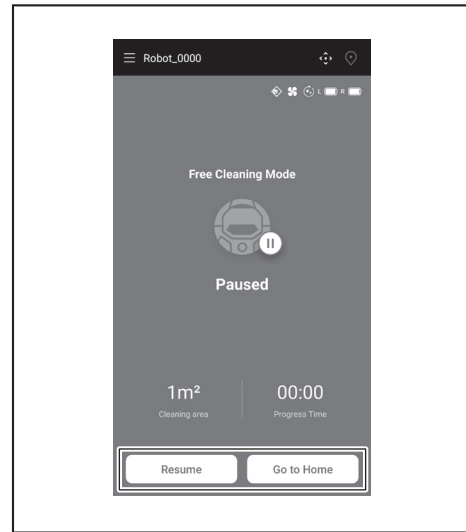 Robot_0000
L R
Free Cleaning Mode
Paused
1m² 00:00
Cleaning area Progress Time
Resume Go to Home